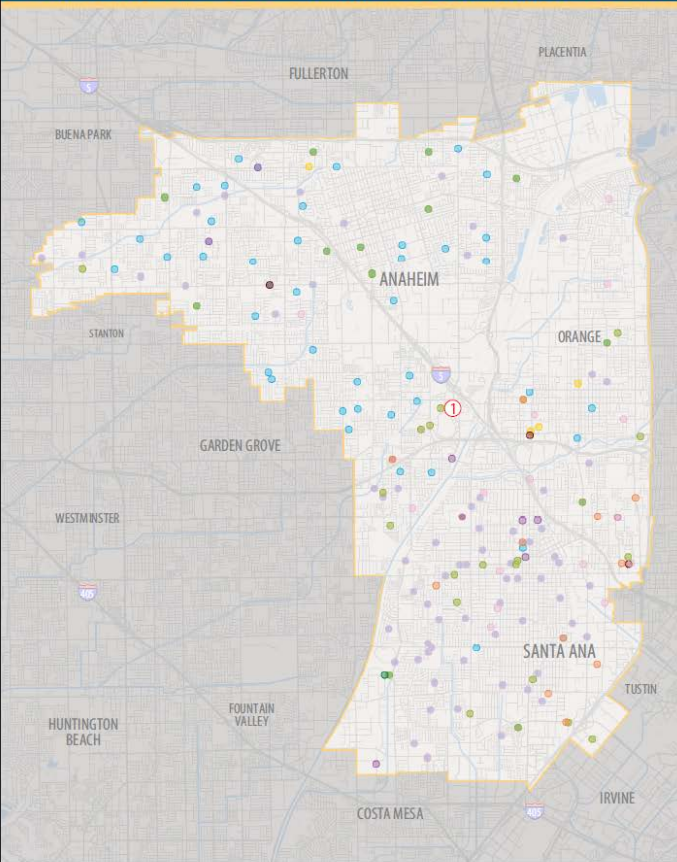 PLACENTIA
FULLERTON
5
BUENA PARK
ANAHEIM
STANTON
ORANGE
5
1
GARDEN GROVE
WESTMINSTER
405
SANTA ANA
TUSTIN
FOUNTAIN
VALLEY
HUNTINGTON
BEACH
IRVINE
COSTA MESA
405